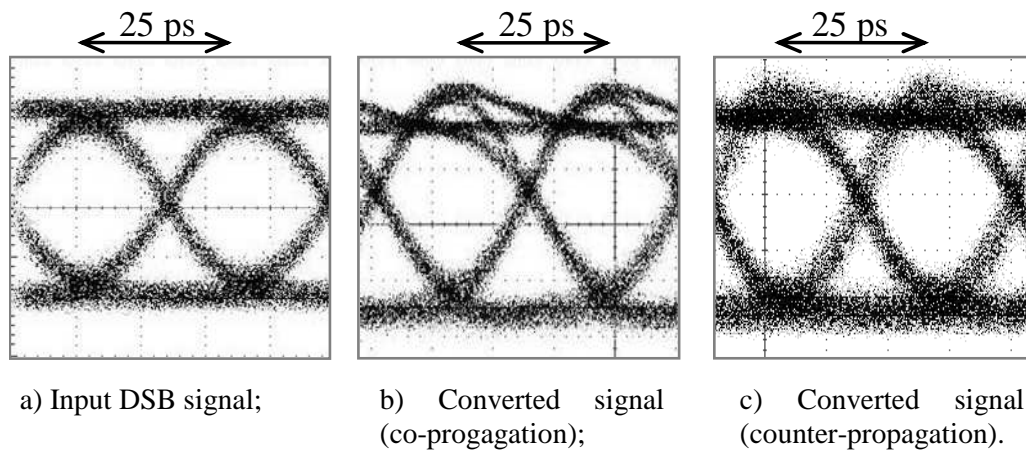 25 ps
25 ps
25 ps
a) Input DSB signal;
b) Converted signal
(co-progagation);
c) Converted signal
(counter-propagation).